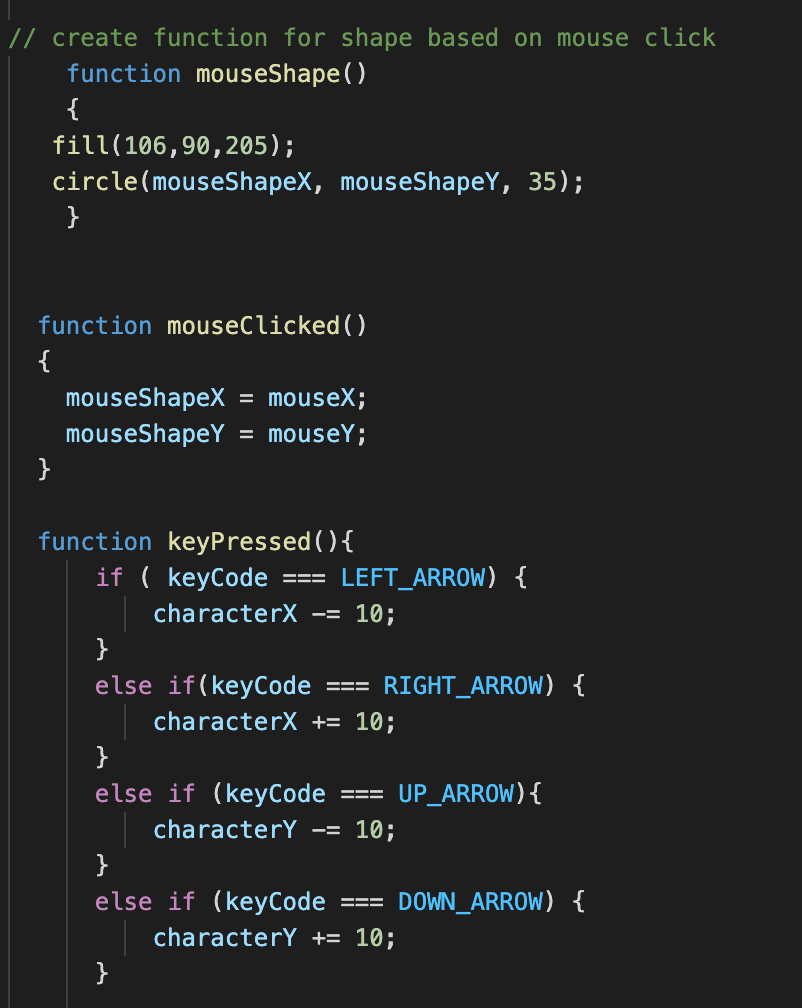 // create function for shape based on mouse click
function mouseShape()
{
fill(106,90,205);
circle(mouseShapeX, mouseShapeY, 35);
}
function mouseClicked()
{
mouseShapeX = mouseX;
mouseShapeY = mouseY;
}
function keyPressed(){
if ( keyCode === LEFT_ARROW) {
characterX -= 10;
}
else if(keyCode === RIGHT_ARROW) {
characterX += 10;
}
else if (keyCode === UP_ARROW){
characterY -= 10;
}
else if (keyCode === DOWN_ARROW) {
characterY += 10;
}